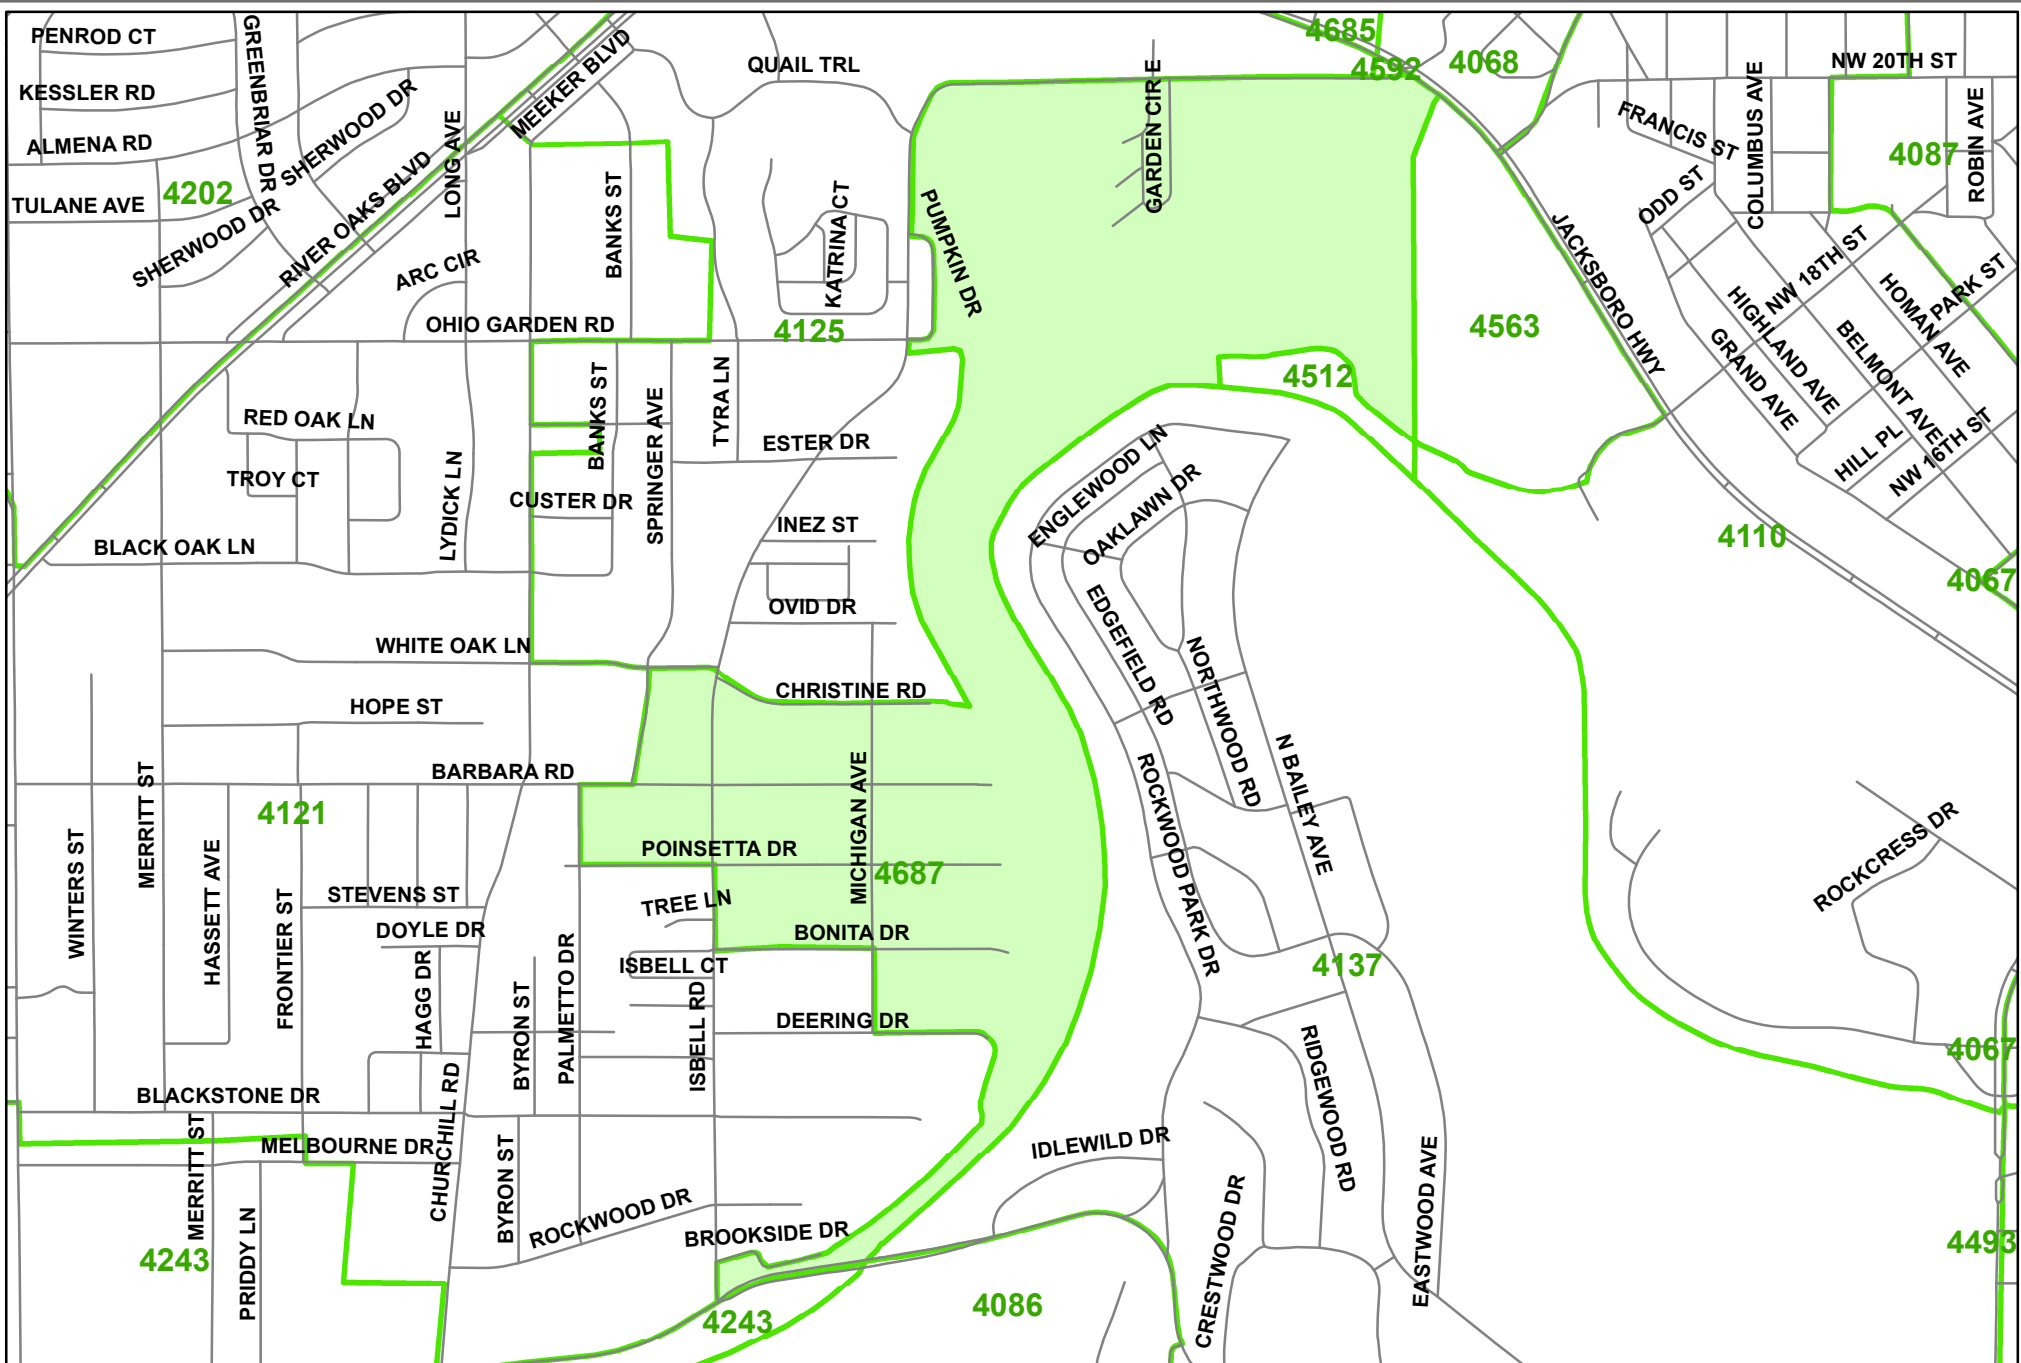 PENROD CT
GREENBRIAR DR
MEEKER BLVD
QUAIL TRL
4685
4592
4068
NW 20TH ST
KESSLER RD
SHERWOOD DR
LONG AVE
GARDEN CIR E
FRANCIS ST
COLUMBUS AVE
ROBIN AVE
4087
ALMENA RD
4202
TULANE AVE
SHERWOOD DR
RIVER OAKS BLVD
ARC CIR
BANKS ST
KATRINA CT
PUMPKIN DR
ODD ST
JACKSBORO HWY
NW 18TH ST
PARK ST
HOMAN AVE
HIGHLAND AVE
GRAND AVE
BELMONT AVE
OHIO GARDEN RD
4125
4563
4512
RED OAK LN
TROY CT
LYDICK LN
BANKS ST
SPRINGER AVE
TYRA LN
ESTER DR
CUSTER DR
INEZ ST
ENGLEWOOD LN
OAKLAWN DR
HILL PL
NW 16TH ST
4110
4067
BLACK OAK LN
OVID DR
EDGEFIELD RD
WHITE OAK LN
NORTHWOOD RD
CHRISTINE RD
HOPE ST
N BAILEY AVE
BARBARA RD
MERRITT ST
4121
MICHIGAN AVE
ROCKWOOD PARK DR
WINTERS ST
HASSETT AVE
POINSETTA DR
4687
ROCKCRESS DR
FRONTIER ST
STEVENS ST
TREE LN
DOYLE DR
BONITA DR
HAGG DR
ISBELL CT
4137
BYRON ST
PALMETTO DR
ISBELL RD
DEERING DR
RIDGEWOOD RD
4067
BLACKSTONE DR
CHURCHILL RD
MERRITT ST
MELBOURNE DR
BYRON ST
IDLEWILD DR
EASTWOOD AVE
CRESTWOOD DR
ROCKWOOD DR
BROOKSIDE DR
4243
PRIDDY LN
4493
4243
4086